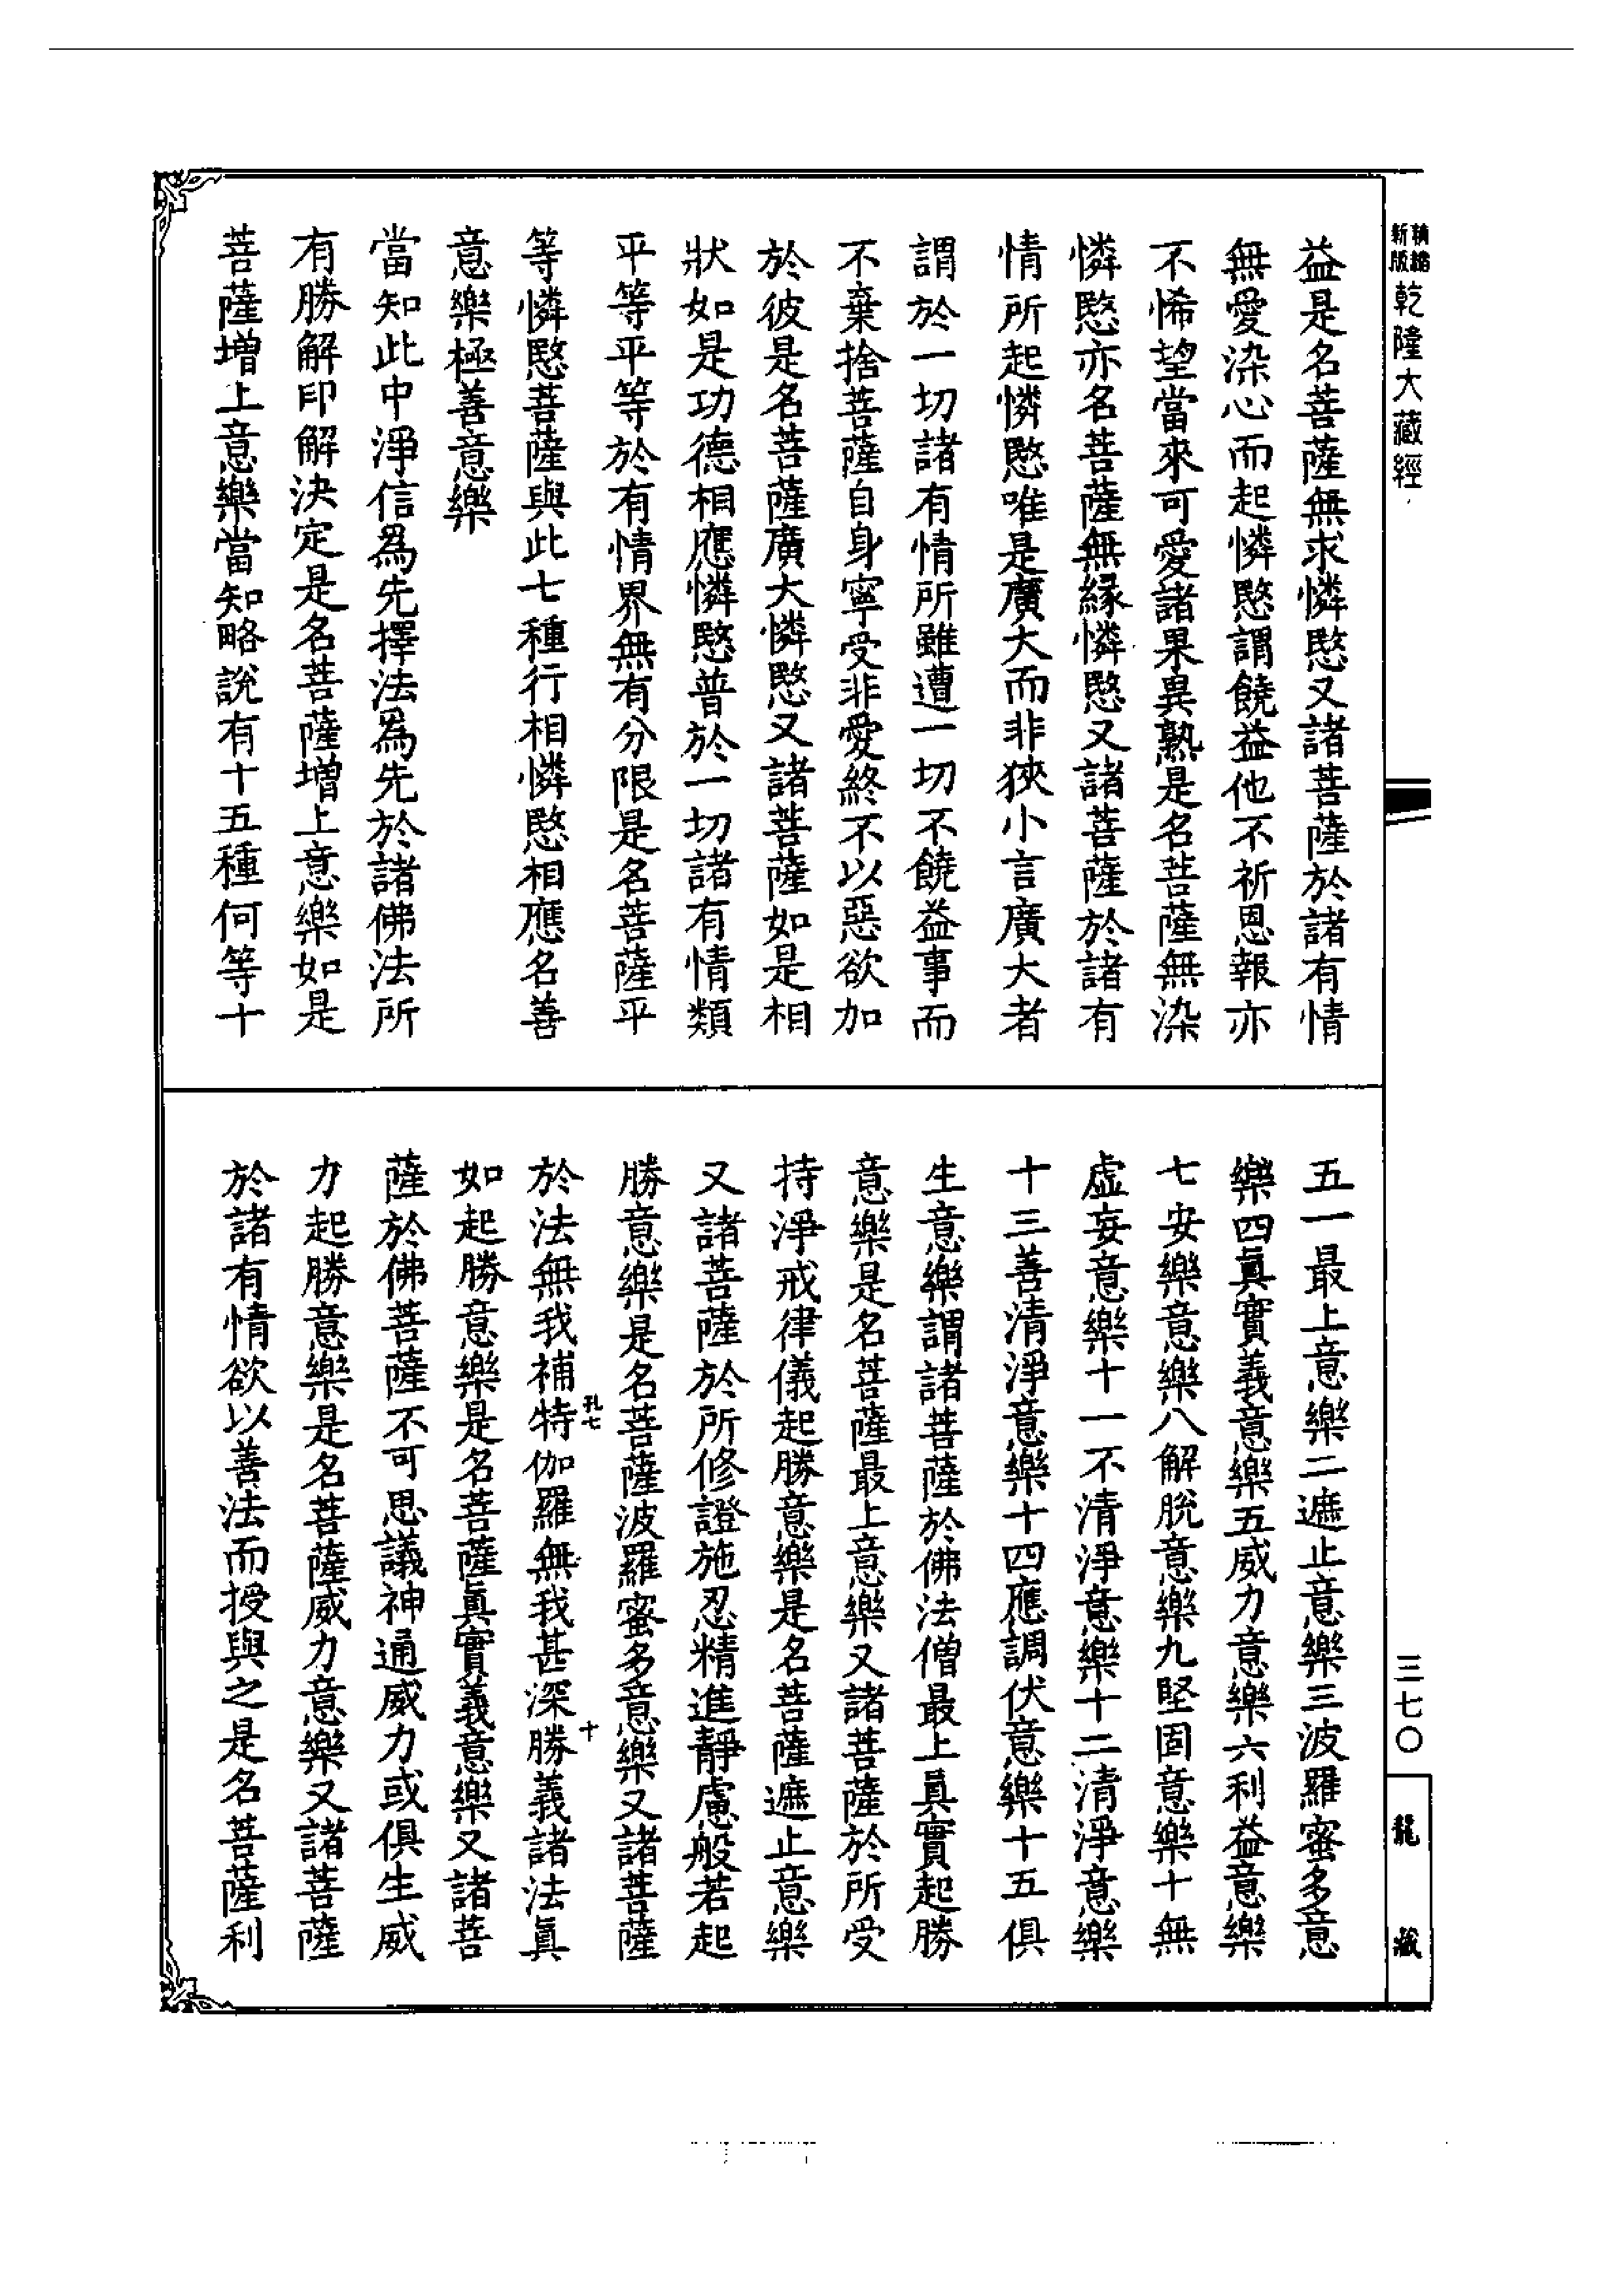 精縮
新版
乾隆大藏經
益是名菩薩無求憐愍又諸菩薩於諸有情
無愛染心而起憐愍謂饒益他不祈恩報亦
不悕望當來可愛諸果異熟是名菩薩無染
憐愍亦名菩薩無緣憐愍又諸菩薩於諸有
情所起憐愍唯是廣大而非狹小言廣大者
謂於一切諸有情所雖遭一切不饒益事而
不棄捨菩薩自身寧受非愛終不以惡欲加
於彼是名菩薩廣大憐愍又諸菩薩如是相
狀如是功德相應憐愍普於一切諸有情類
平等平等於有情界無有分限是名菩薩平
等憐愍菩薩與此七種行相憐愍相應名善
意樂極善意樂
當知此中淨信為先擇法為先於諸佛法所
有勝解印解決定是名菩薩增上意樂如是
菩薩增上意樂當知略說有十五種何等十
五一最上意樂二遮止意樂三波羅蜜多意
樂四真實義意樂五威力意樂六利益意樂
七安樂意樂八解脫意樂九堅固意樂十無
虛妄意樂十一不清淨意樂十二清淨意樂
十三善清淨意樂十四應調伏意樂十五俱
生意樂謂諸菩薩於佛法僧最上真實起勝
意樂是名菩薩最上意樂又諸菩薩於所受
持淨戒律儀起勝意樂是名菩薩遮止意樂
又諸菩薩於所修證施忍精進靜慮般若起
勝意樂是名菩薩波羅蜜多意樂又諸菩薩
孔七
十
於法無我補特伽羅無我甚深勝義諸法真
如起勝意樂是名菩薩真實義意樂又諸菩
薩於佛菩薩不可思議神通威力或俱生威
力起勝意樂是名菩薩威力意樂又諸菩薩
於諸有情欲以善法而授與之是名菩薩利
三七〇
龍藏